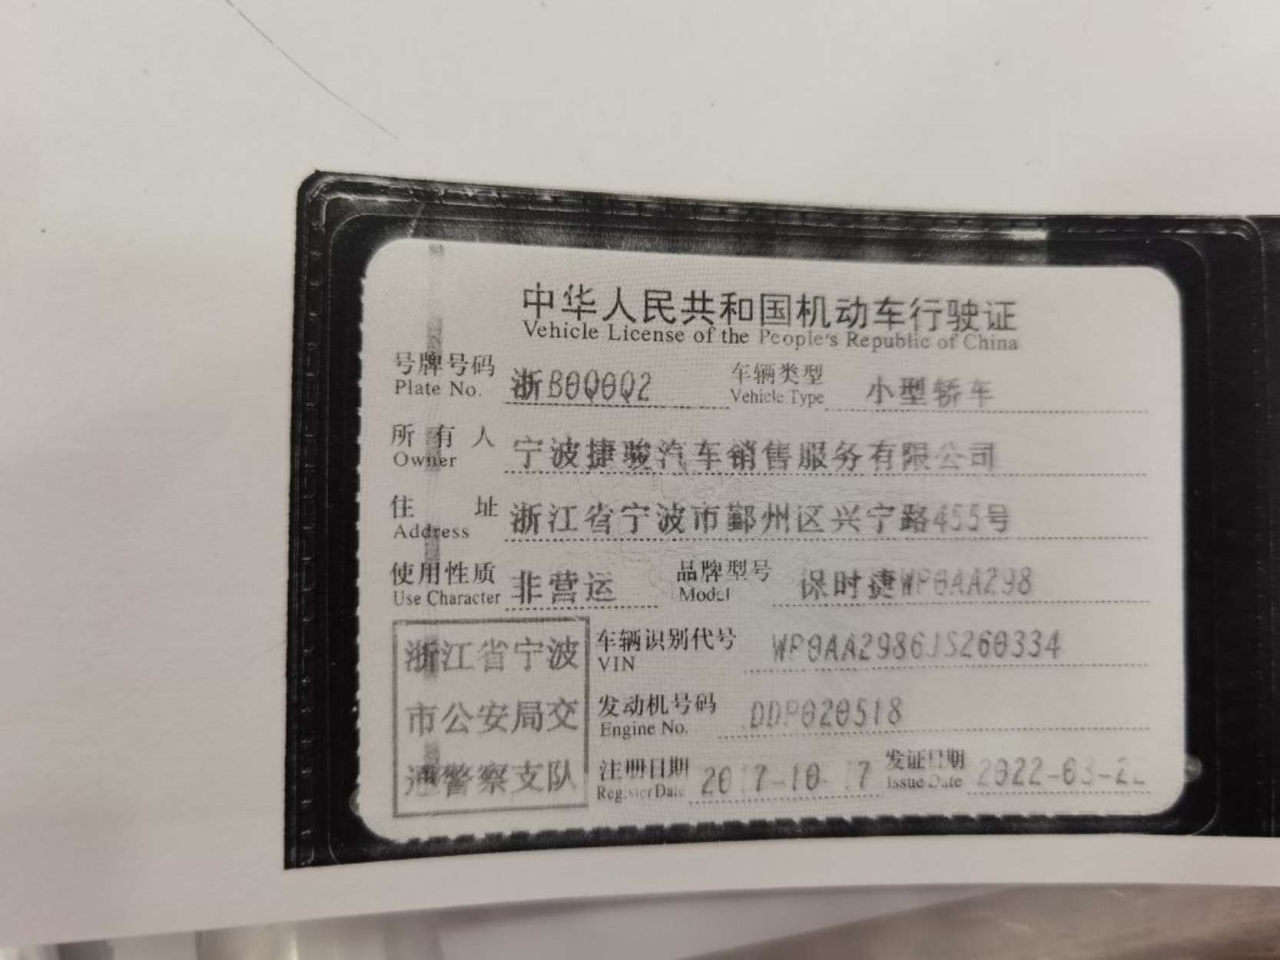 中华人民共和国机动车行驶证
Vehicle License of the People's Republic of China
号牌号码 浙B0Q0Q2 车辆类型 小型轿车
Plate No. Vehicle Type
所有人 宁波捷骏汽车销售服务有限公司
Owner
住址 浙江省宁波市鄞州区兴宁路455号
Address
使用性质 非营运 品牌型号 保时捷WP0AA298
Use Character Model
浙江省宁波
市公安局交
通警察支队
车辆识别代号 WP0AA2986JS260334
VIN
发动机号码 DDP020518
Engine No.
注册日期 发证日期
Register Date Issue Date